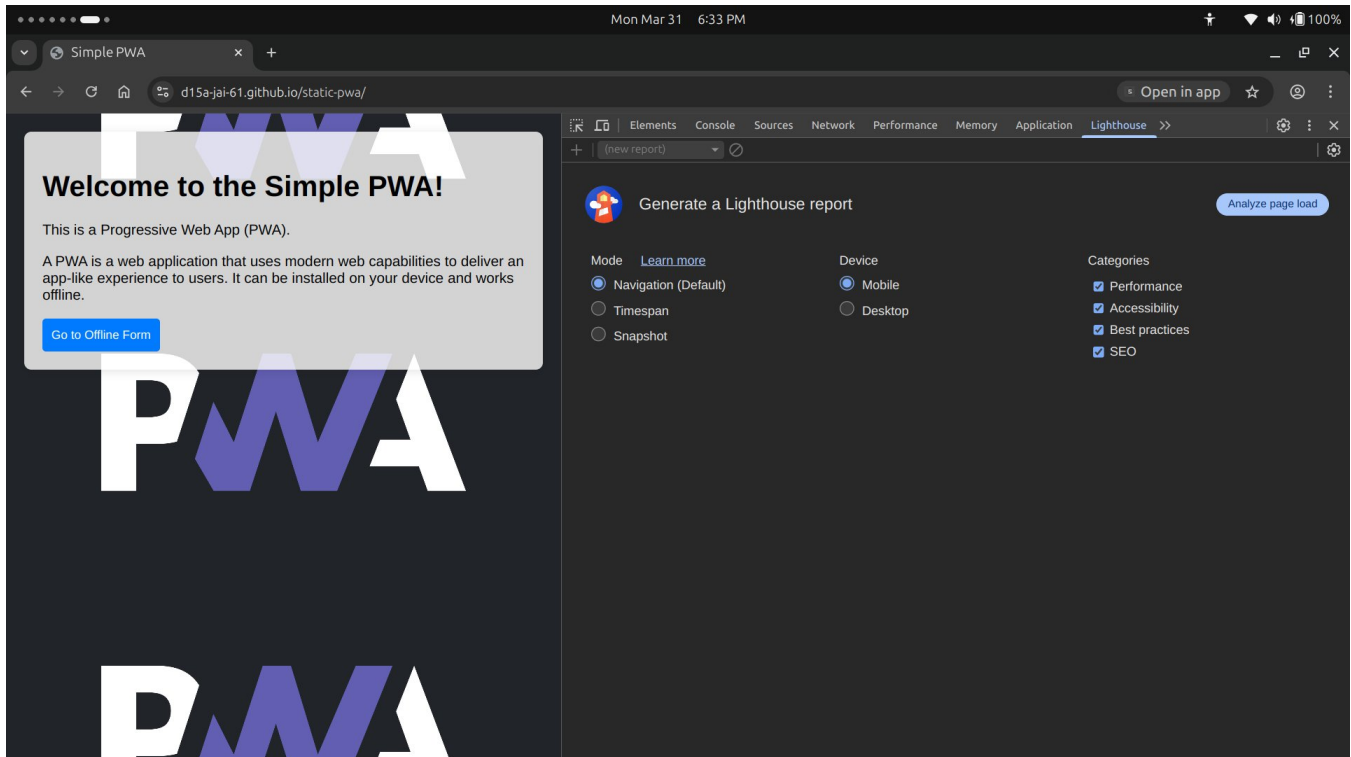 Mon Mar 31 6:33 PM
100%
Simple PWA
d15a-jai-61.github.io/static-pwa/
Open in app
PWA
Welcome to the Simple PWA!
This is a Progressive Web App (PWA).
A PWA is a web application that uses modern web capabilities to deliver an
app-like experience to users. It can be installed on your device and works
offline.
Go to Offline Form
PWA
PWA
Elements Console Sources Network Performance Memory Application Lighthouse
(new report)
Generate a Lighthouse report
Analyze page load
Mode Learn more
Navigation (Default)
Timespan
Snapshot
Device
Mobile
Desktop
Categories
Performance
Accessibility
Best practices
SEO